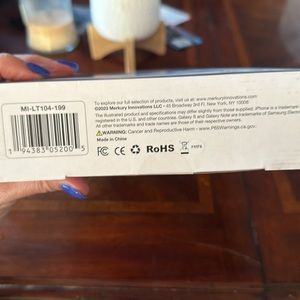 MI-LT104-199
1 94383 05200 5
To explore our full selection of products, visit us at: www.merkuryinnovations.com
©2023 Merkury Innovations LLC • 45 Broadway 3rd Fl. New York, NY 10006
The illustrated product and specifications may differ slightly from those supplied. iPhone is a trademark
registered in the U.S. and other countries. Galaxy S and Galaxy Note are trademarks of Samsung Electro
All other trademarks and trade names are those of their respective owners.
WARNING: Cancer and Reproductive Harm - www.P65Warnings.ca.gov.
Made in China
FC CE RoHS